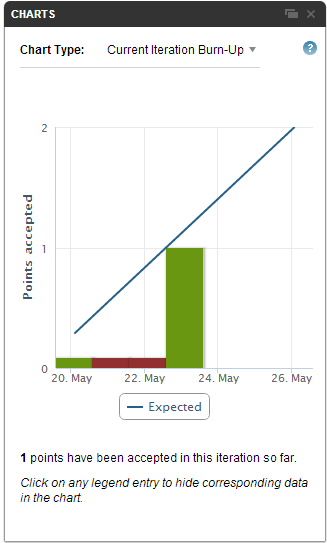 CHARTS
Chart Type: Current Iteration Burn-Up
?
2
1
0
Points accepted
20. May 22. May 24. May 26. May
Expected
1 points have been accepted in this iteration so far.
Click on any legend entry to hide corresponding data
in the chart.